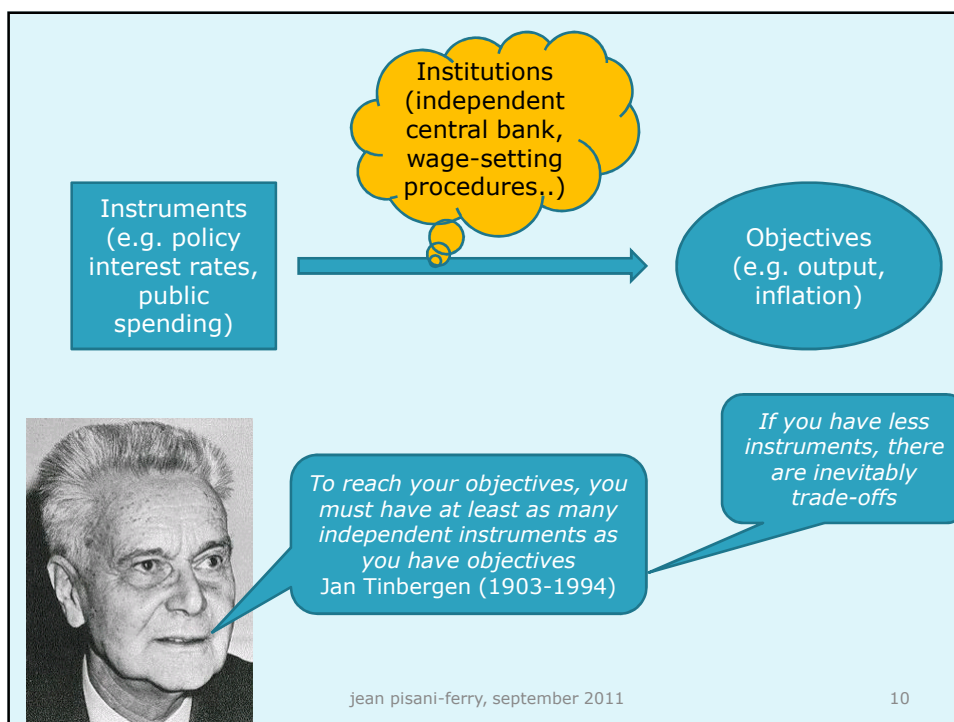 Institutions
(independent
central bank,
wage-setting
procedures..)
Instruments
(e.g. policy
interest rates,
public
spending)
Objectives
(e.g. output,
inflation)
If you have less
instruments, there
are inevitably
trade-offs
To reach your objectives, you
must have at least as many
independent instruments as
you have objectives
Jan Tinbergen (1903-1994)
jean pisani-ferry, september 2011
10